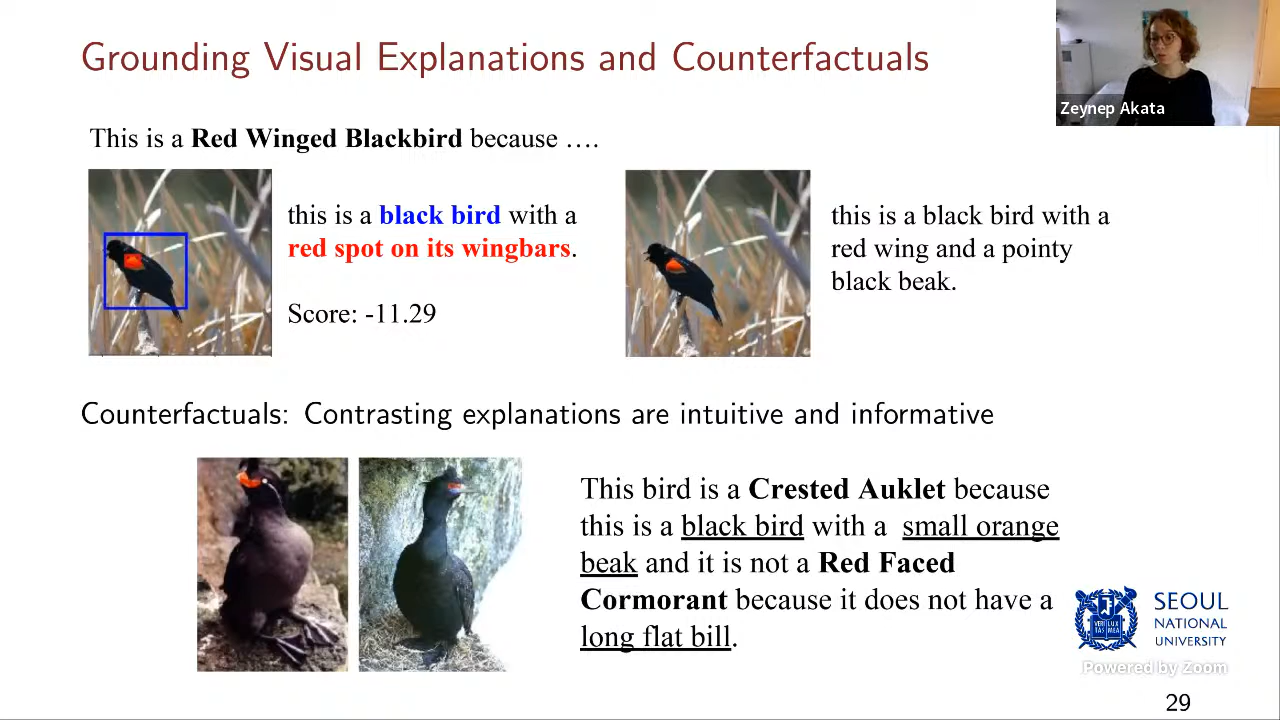 Grounding Visual Explanations and Counterfactuals
Zeynep Akata
This is a Red Winged Blackbird because ….
this is a black bird with a
red spot on its wingbars.
Score: -11.29
this is a black bird with a
red wing and a pointy
black beak.
Counterfactuals: Contrasting explanations are intuitive and informative
This bird is a Crested Auklet because
this is a black bird with a small orange
beak and it is not a Red Faced
Cormorant because it does not have a
long flat bill.
VERI LUX
TAS MEA
SEOUL
NATIONAL
UNIVERSITY
Powered by Zoom
29